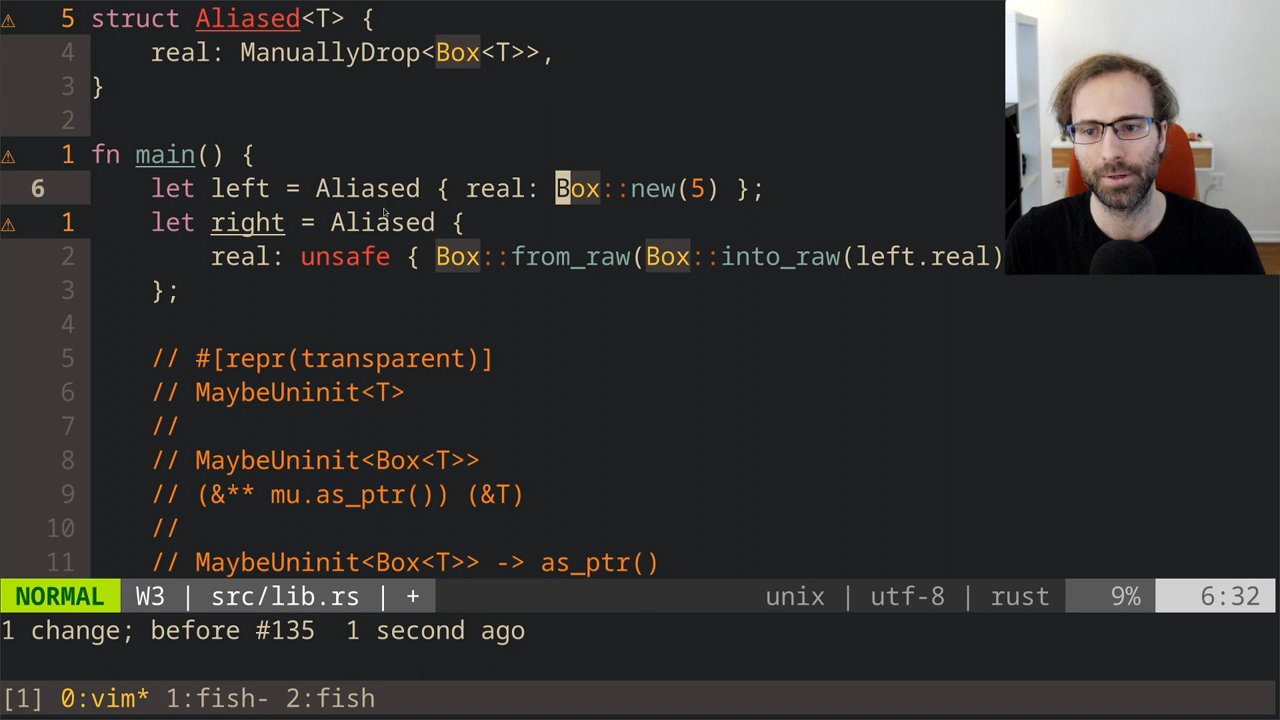 ⚠ 5 struct Aliased<T> {
4 real: ManuallyDrop<Box<T>>,
3 }
2
⚠ 1 fn main() {
6 let left = Aliased { real: Box::new(5) };
⚠ 1 let right = Aliased {
2 real: unsafe { Box::from_raw(Box::into_raw(left.real)
3 };
4
5 // #[repr(transparent)]
6 // MaybeUninit<T>
7 //
8 // MaybeUninit<Box<T>>
9 // (&** mu.as_ptr()) (&T)
10 //
11 // MaybeUninit<Box<T>> -> as_ptr()
NORMAL W3 | src/lib.rs | + unix | utf-8 | rust 9% 6:32
1 change; before #135 1 second ago
[1] 0:vim* 1:fish- 2:fish